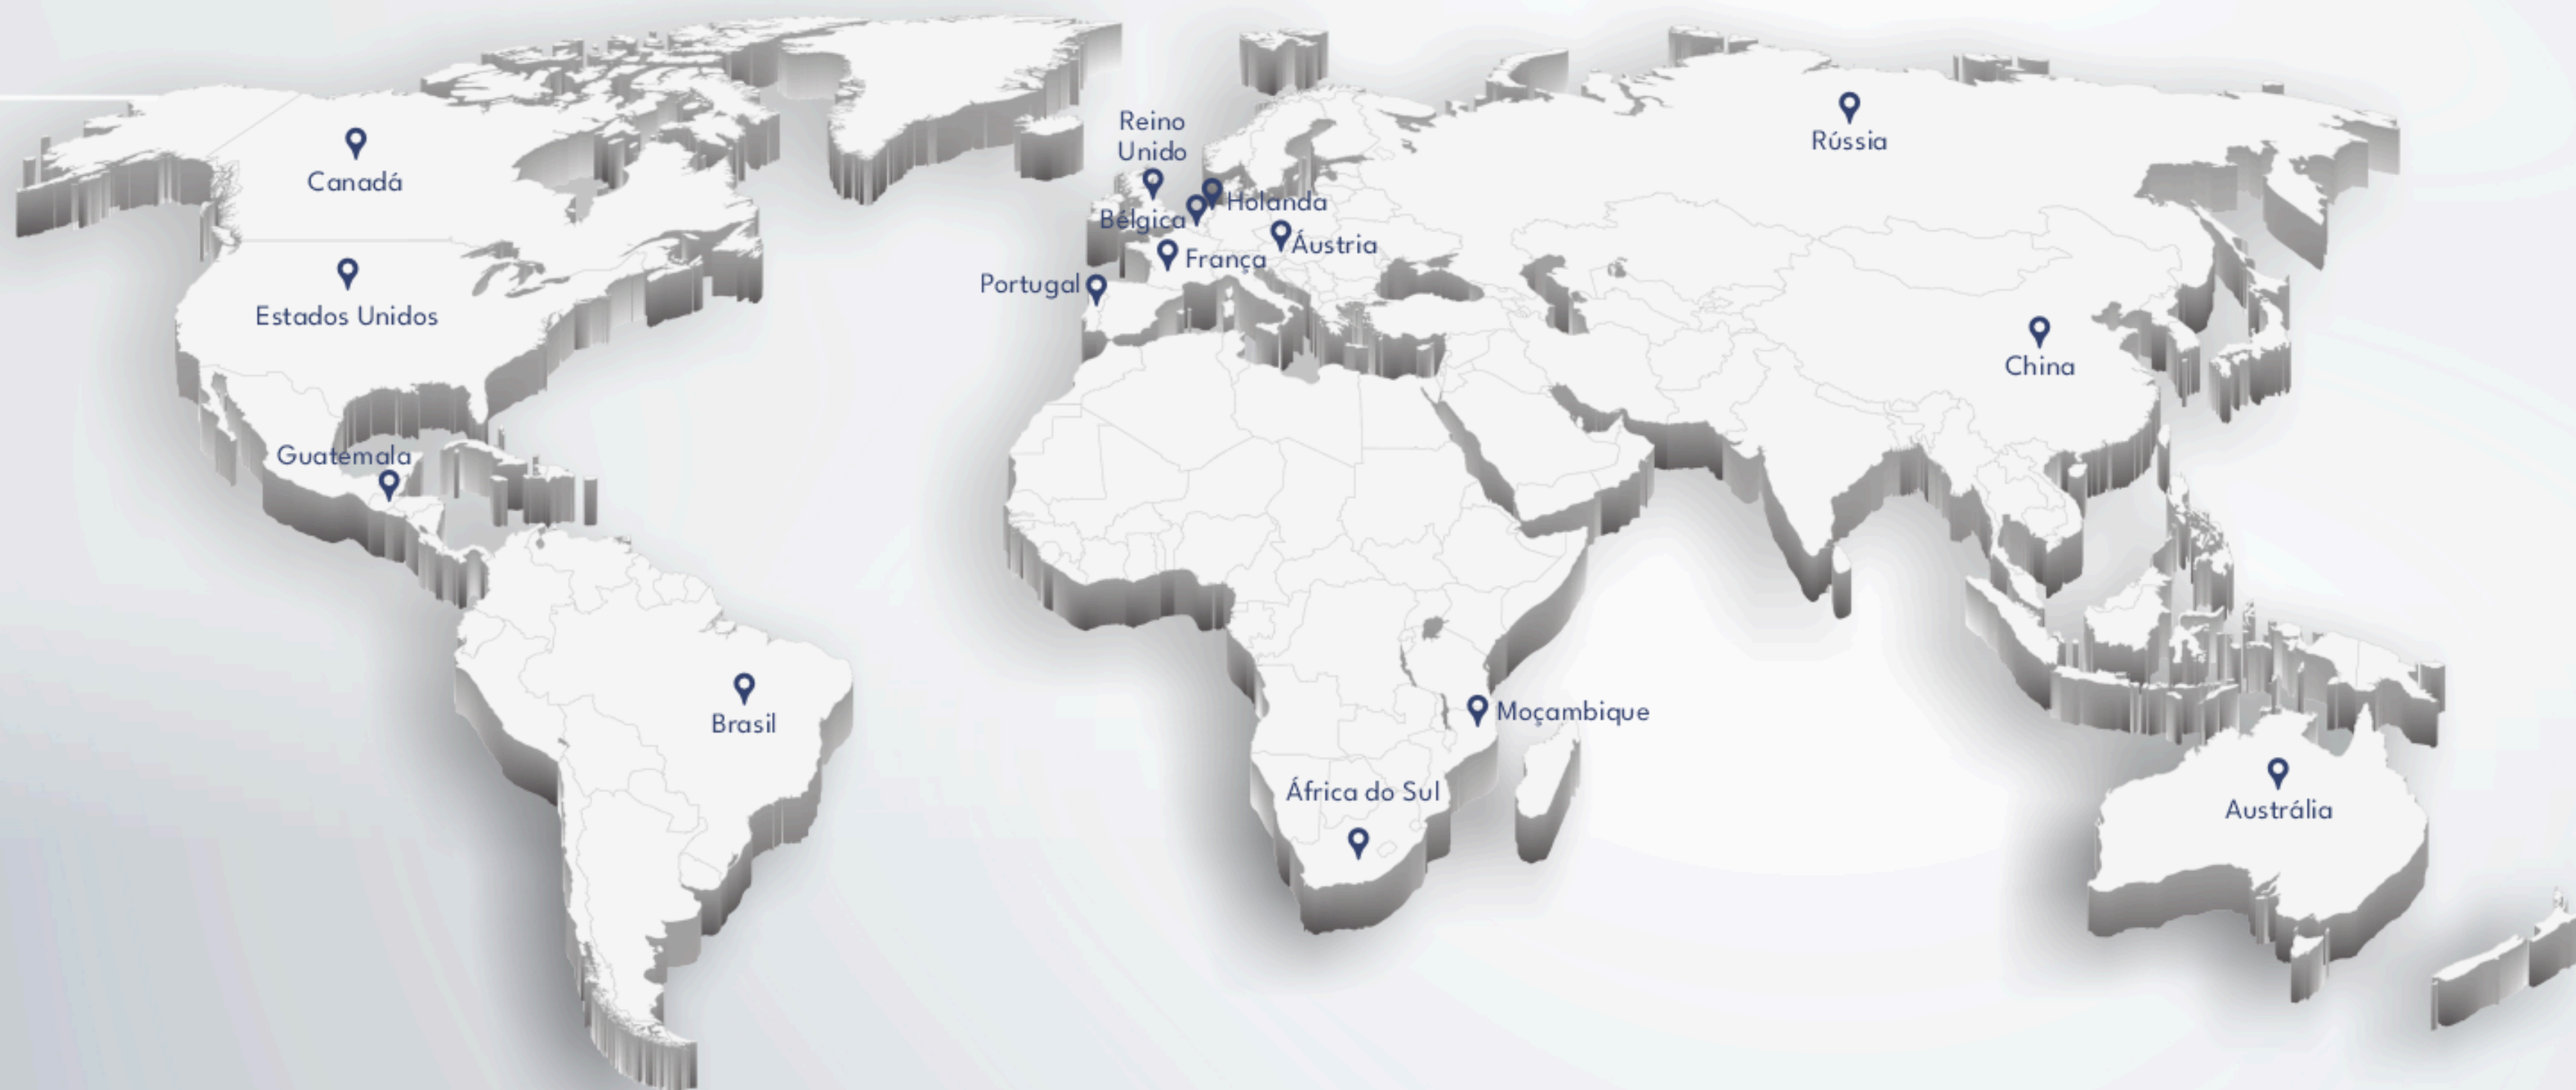 Canadá
Estados Unidos
Guatemala
Brasil
Reino
Unido
Holanda
Bélgica
Áustria
França
Portugal
Rússia
China
Moçambique
África do Sul
Austrália